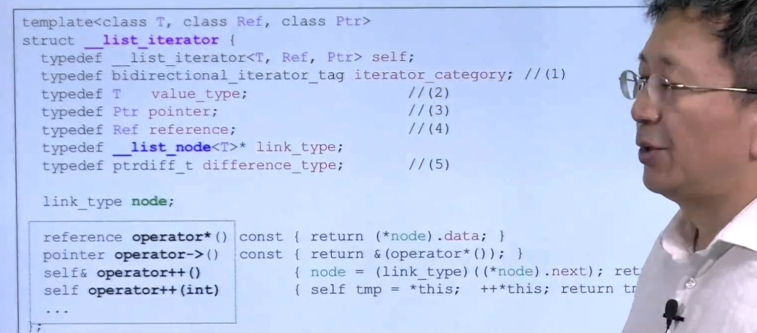 template<class T, class Ref, class Ptr>
struct __list_iterator {
typedef __list_iterator<T, Ref, Ptr> self;
typedef bidirectional_iterator_tag iterator_category; //(1)
typedef T value_type; //(2)
typedef Ptr pointer; //(3)
typedef Ref reference; //(4)
typedef __list_node<T>* link_type;
typedef ptrdiff_t difference_type; //(5)
link_type node;
reference operator*() const { return (*node).data; }
pointer operator->() const { return &(operator*()); }
self& operator++() { node = (link_type)((*node).next); ret
self operator++(int) { self tmp = *this; ++*this; return tm
...
};